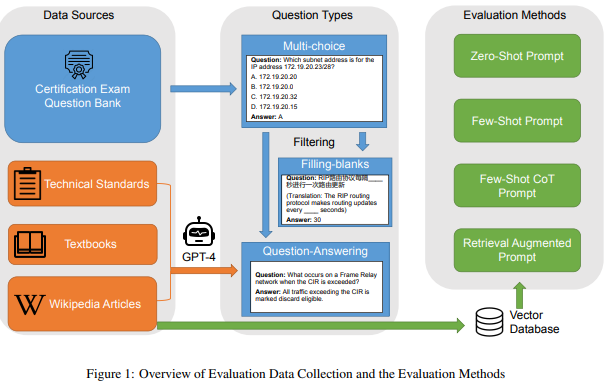 Data Sources
Question Types
Evaluation Methods
Certification Exam
Question Bank
Technical Standards
Textbooks
W
Wikipedia Articles
GPT-4
Multi-choice
Question: Which subnet address is for the
IP address 172.19.20.23/28?
A. 172.19.20.20
B. 172.19.20.0
C. 172.19.20.32
D. 172.19.20.15
Answer: A
Filtering
Filling-blanks
Question: RIP路由协议每隔____
秒进行一次路由更新
(Translation: The RIP routing
protocol makes routing updates
every ____ seconds)
Answer: 30
Question-Answering
Question: What occurs on a Frame Relay
network when the CIR is exceeded?
Answer: All traffic exceeding the CIR is
marked discard eligible.
Zero-Shot Prompt
Few-Shot Prompt
Few-Shot CoT
Prompt
Retrieval Augmented
Prompt
Vector
Database
Figure 1: Overview of Evaluation Data Collection and the Evaluation Methods